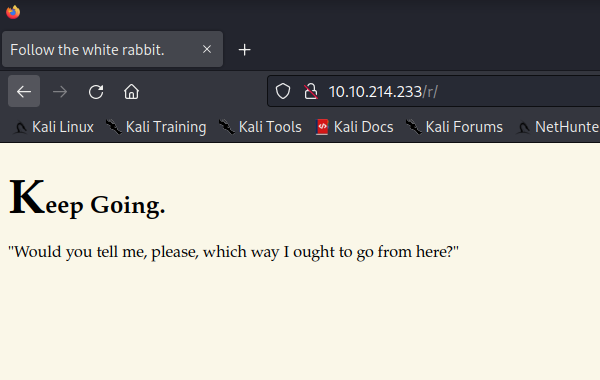 Follow the white rabbit.
10.10.214.233/r/
Kali Linux Kali Training Kali Tools Kali Docs Kali Forums NetHunte
Keep Going.
"Would you tell me, please, which way I ought to go from here?"